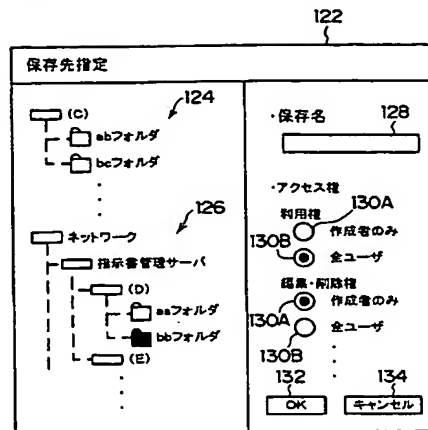 122
保存先指定
124
(C)
abフォルダ
bcフォルダ
126
ネットワーク
指示書管理サーバ
(D)
aaフォルダ
bbフォルダ
(E)
・保存名
128
・アクセス権
利用権
130A
作成者のみ
130B
全ユーザ
編集・削除権
作成者のみ
130A
全ユーザ
130B
132
134
OK
キャンセル